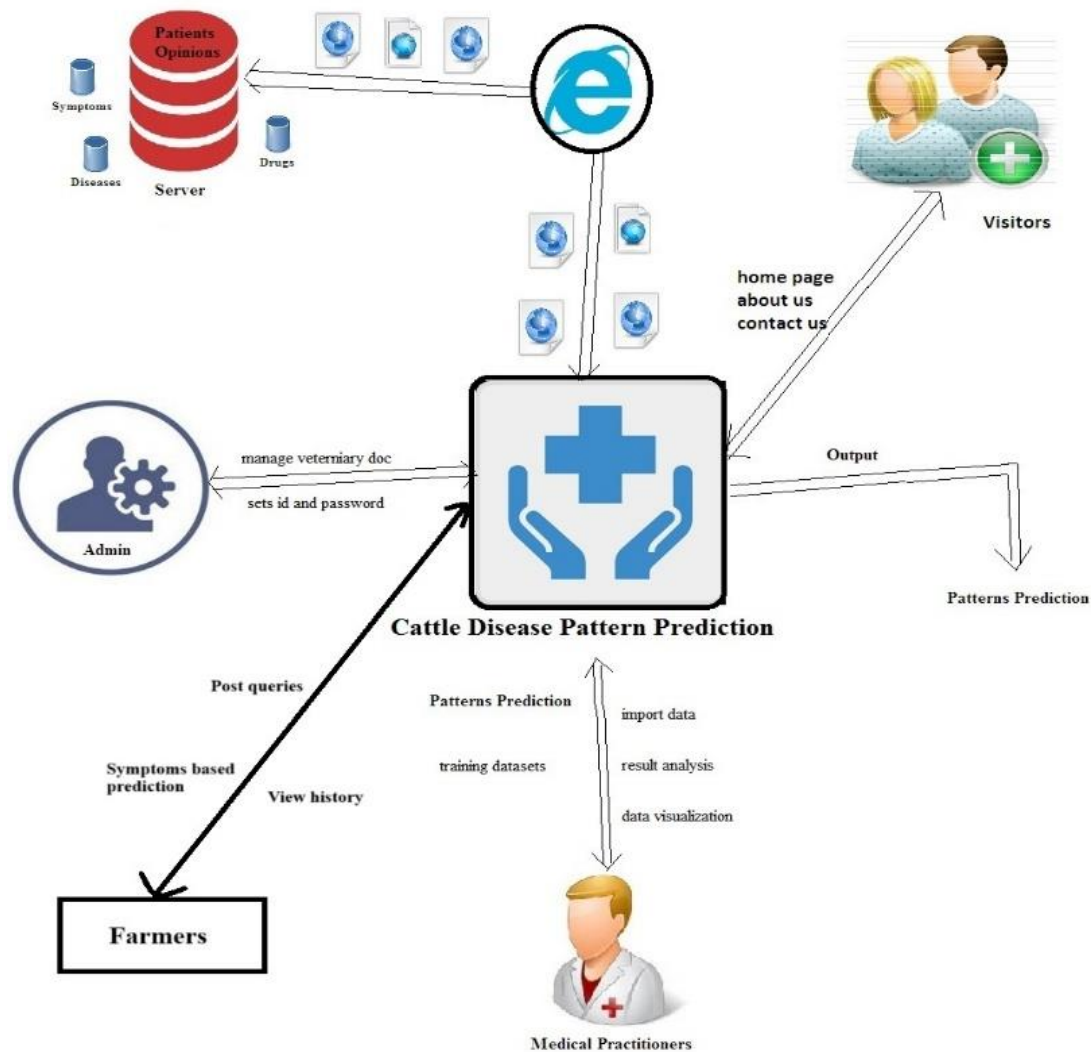 Patients
Opinions
Symptoms
Diseases
Drugs
Server
Visitors
home page
about us
contact us
manage veterniary doc
sets id and password
Admin
Output
Patterns Prediction
Cattle Disease Pattern Prediction
Post queries
Symptoms based
prediction
View history
Farmers
Patterns Prediction
training datasets
import data
result analysis
data visualization
Medical Practitioners